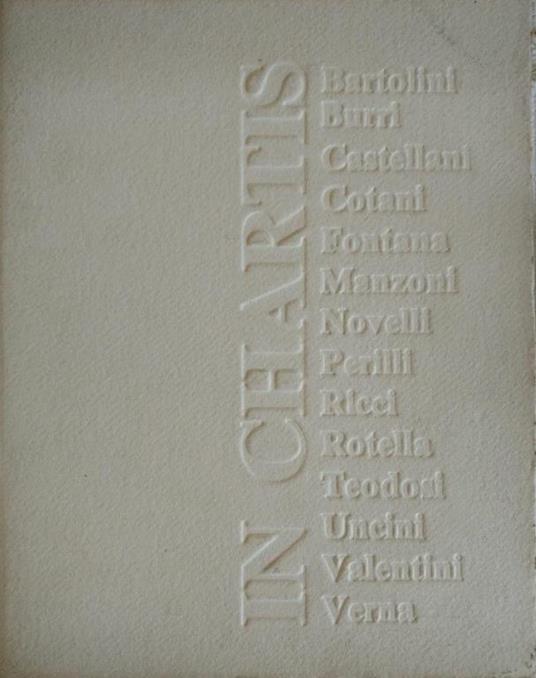 IN CHARTIS
Bartolini
Burri
Castellani
Cotani
Fontana
Manzoni
Novelli
Perilli
Ricci
Rotella
Teodosi
Uncini
Valentini
Verna